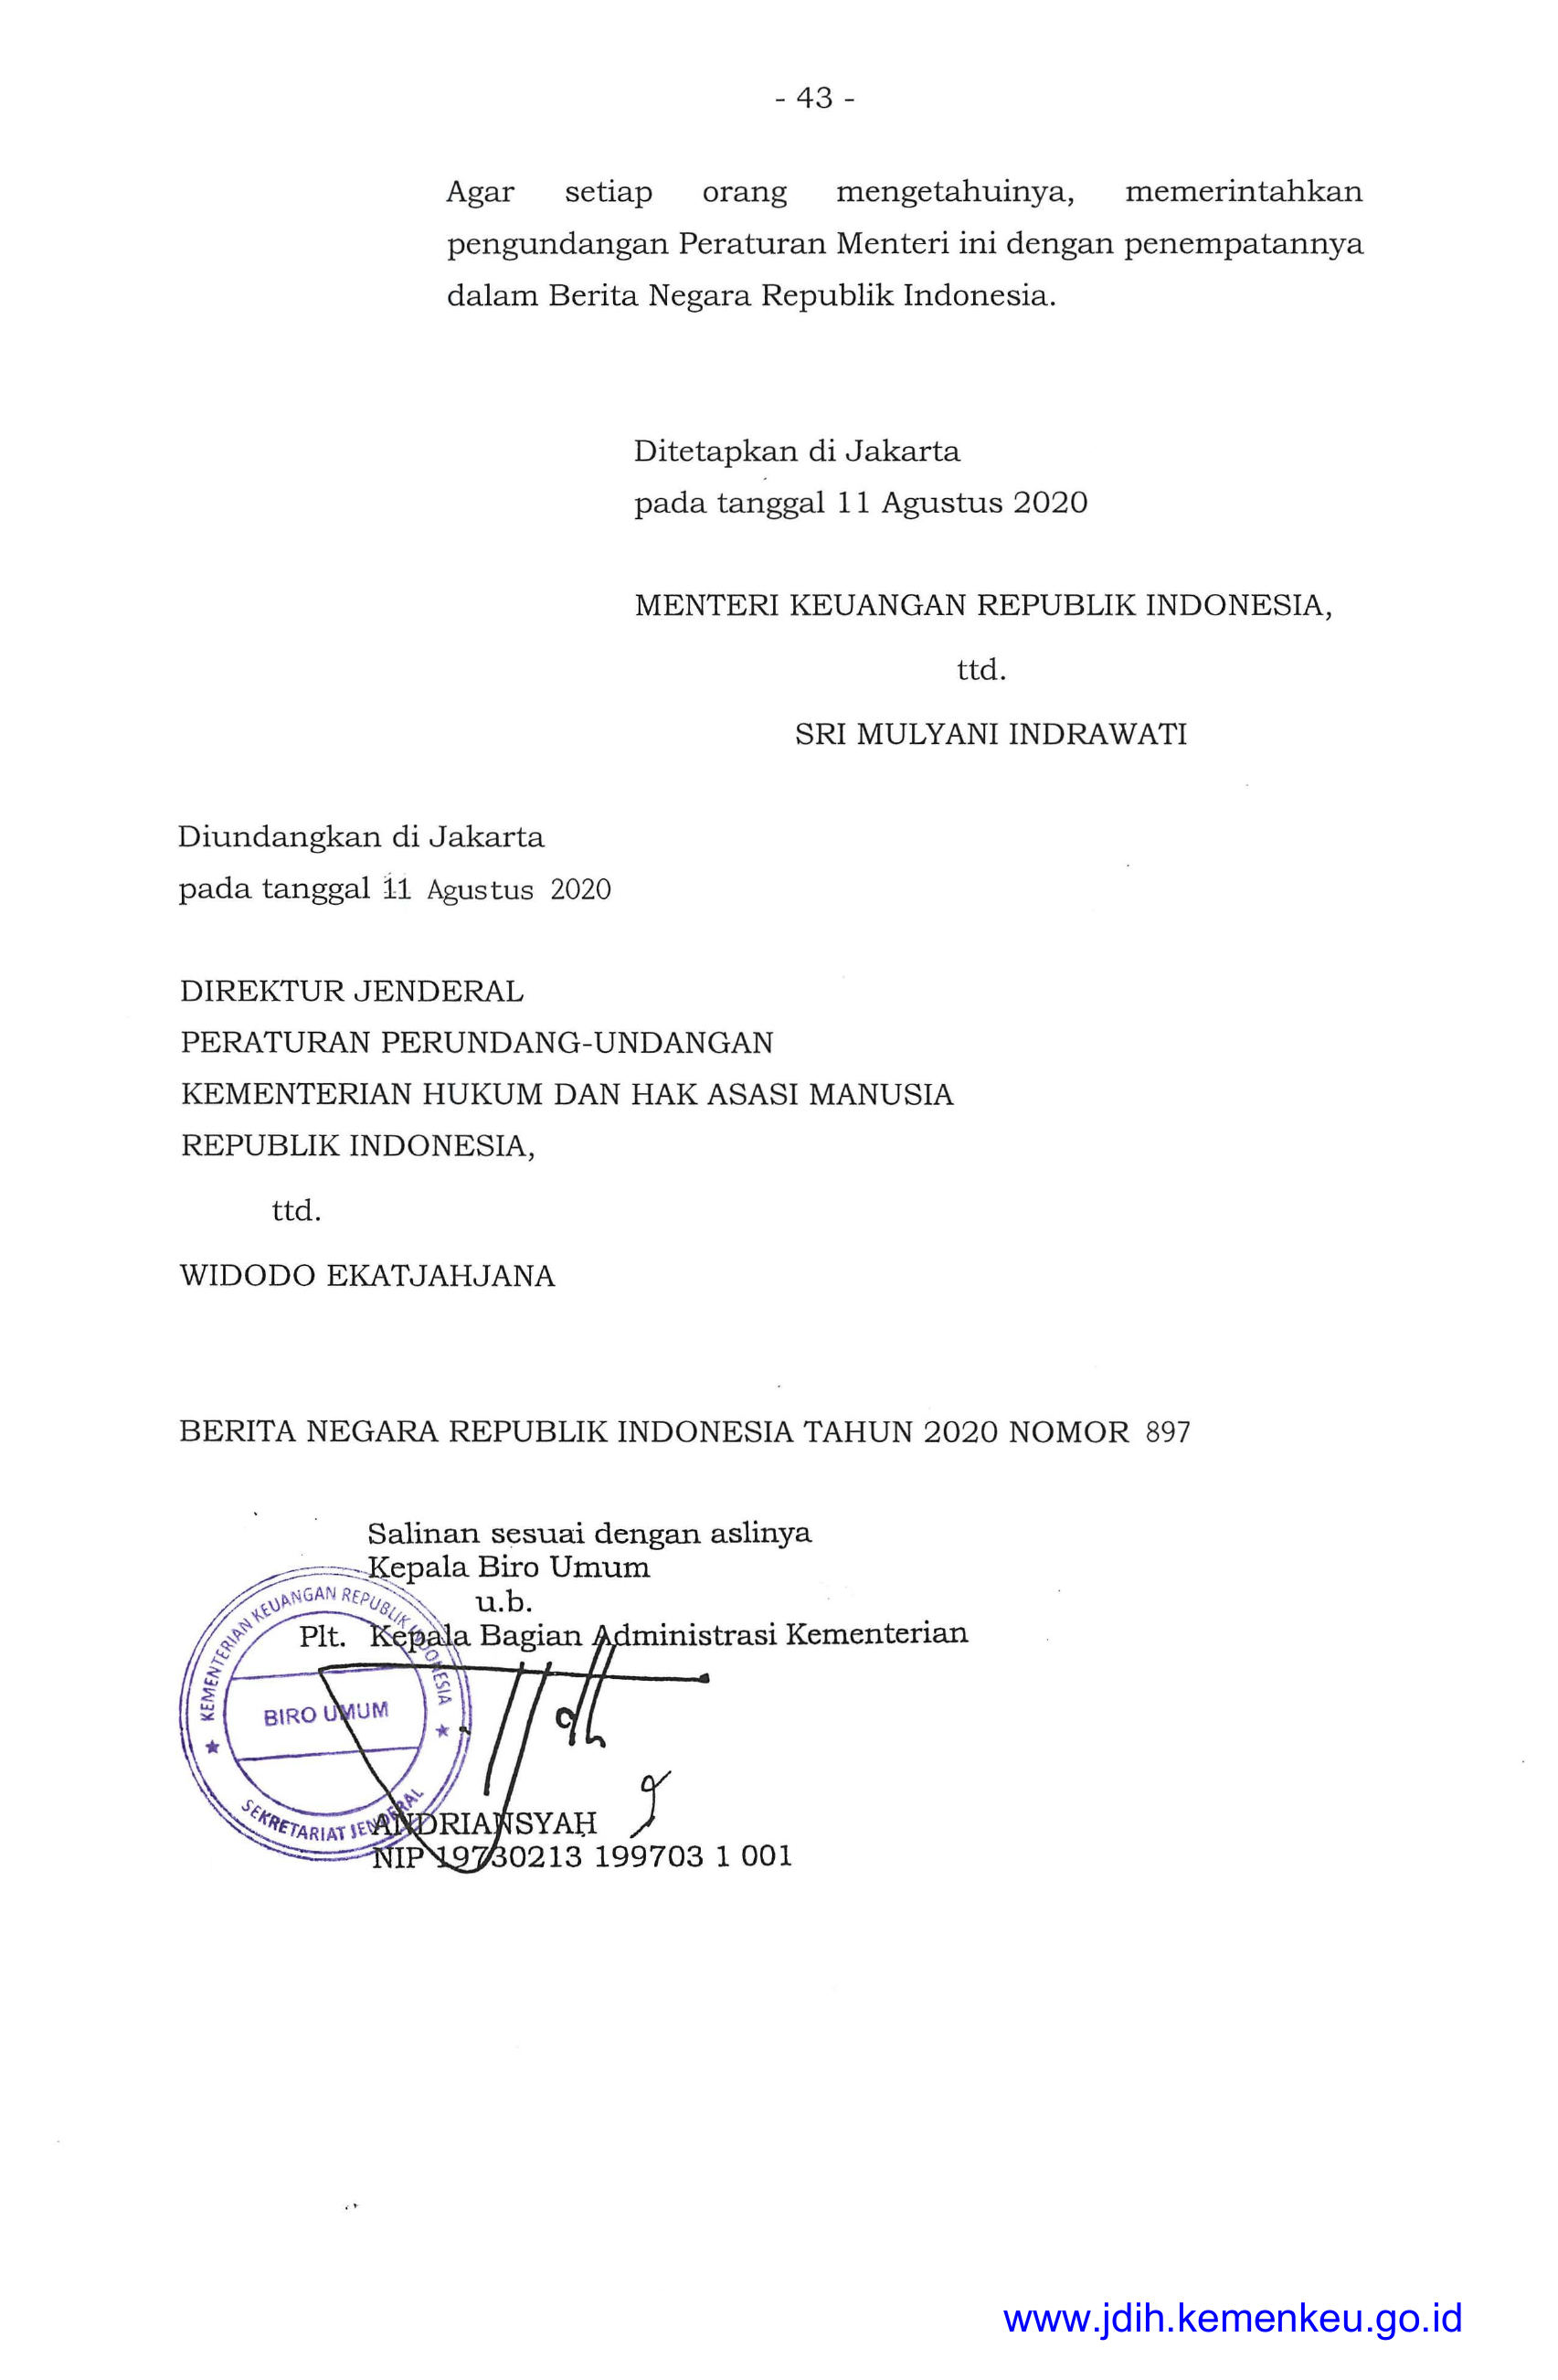 - 43 -
Agar setiap orang mengetahuinya, memerintahkan
pengundangan Peraturan Menteri ini dengan penempatannya
dalam Berita Negara Republik Indonesia.
Ditetapkan di Jakarta
pada tanggal 11 Agustus 2020
MENTERI KEUANGAN REPUBLIK INDONESIA,
ttd.
SRI MULYANI INDRAWATI
Diundangkan di Jakarta
pada tanggal 11 Agustus 2020
DIREKTUR JENDERAL
PERATURAN PERUNDANG-UNDANGAN
KEMENTERIAN HUKUM DAN HAK ASASI MANUSIA
REPUBLIK INDONESIA,
ttd.
WIDODO EKATJAHJANA
BERITA NEGARA REPUBLIK INDONESIA TAHUN 2020 NOMOR 897
Salinan sesuai dengan aslinya
Kepala Biro Umum
u.b.
Plt. Kepala Bagian Administrasi Kementerian
KEMENTERIAN KEUANGAN REPUBLIK INDONESIA
BIRO UMUM
SEKRETARIAT JENDERAL
ANDRIANSYAH
NIP 19730213 199703 1 001
www.jdih.kemenkeu.go.id